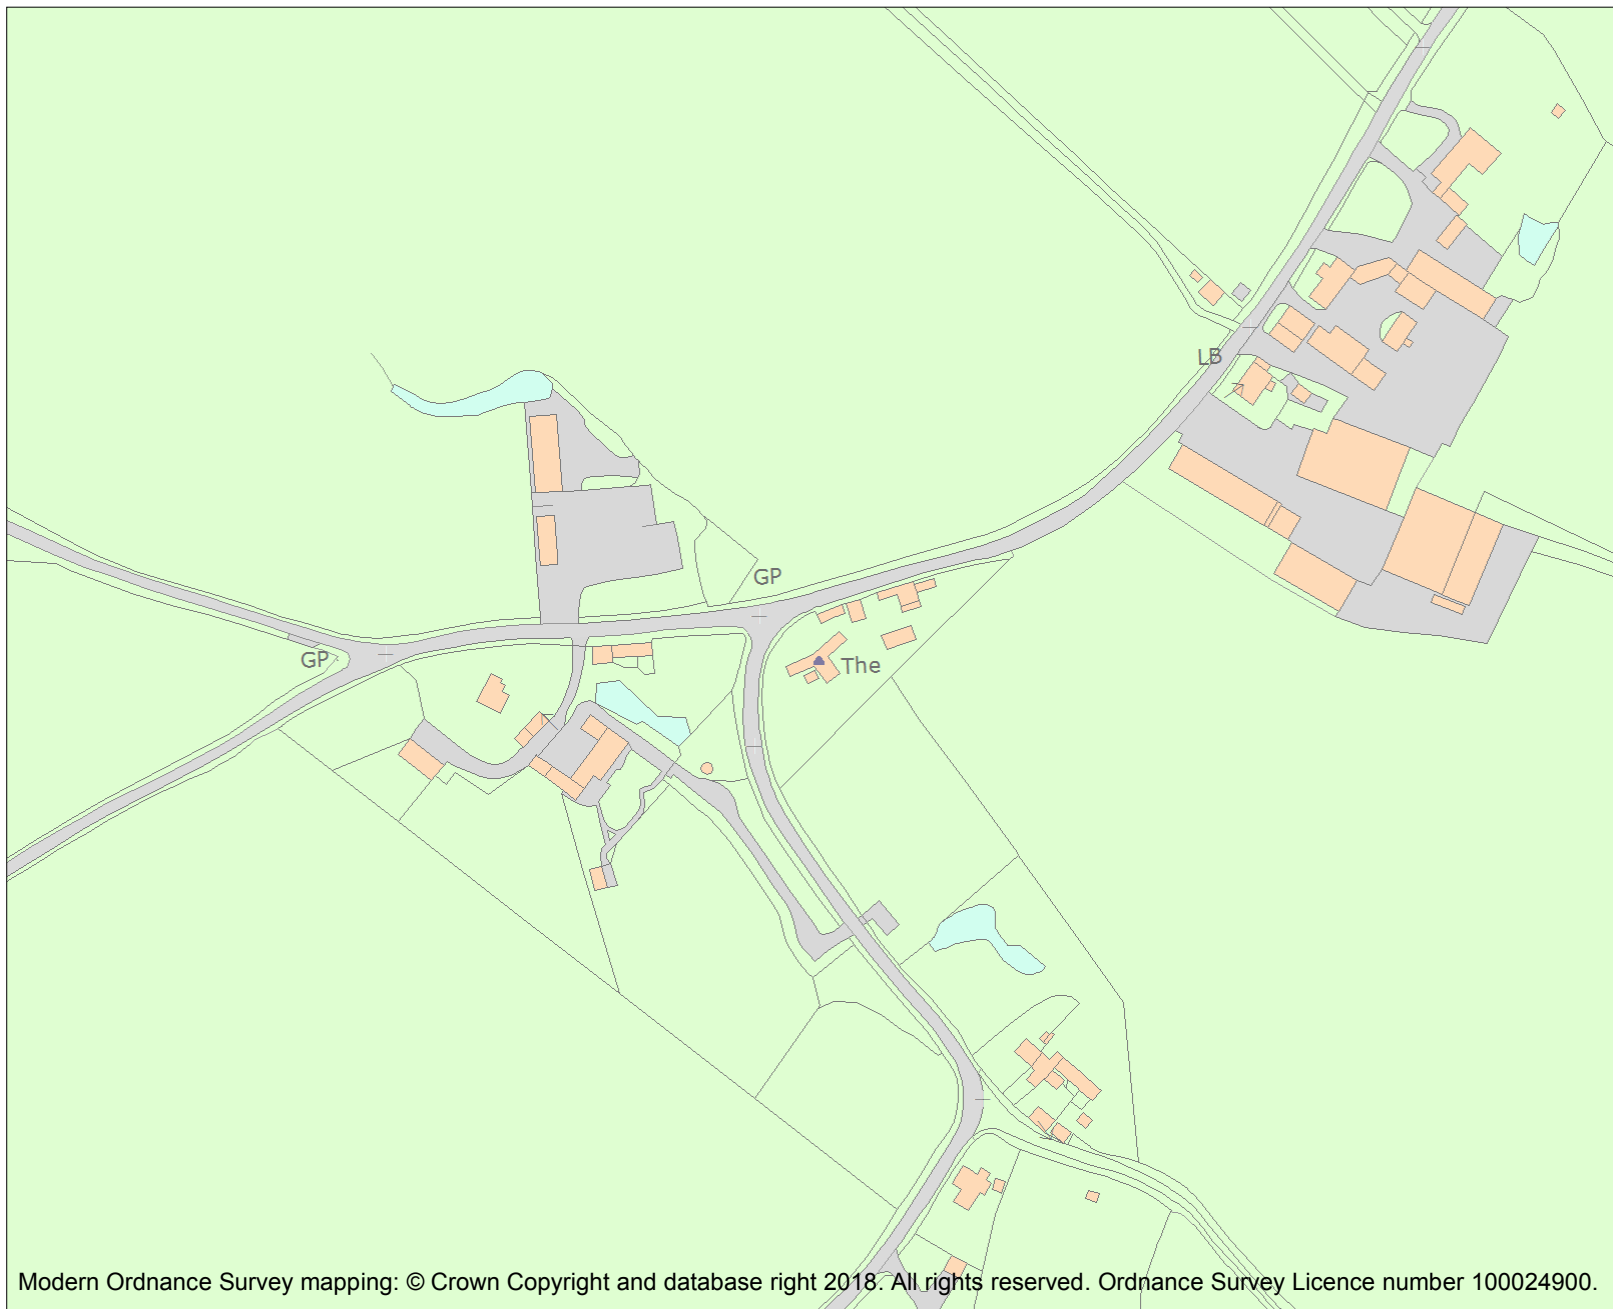 LB
GP
GP
The
Modern Ordnance Survey mapping: © Crown Copyright and database right 2018. All rights reserved. Ordnance Survey Licence number 100024900.